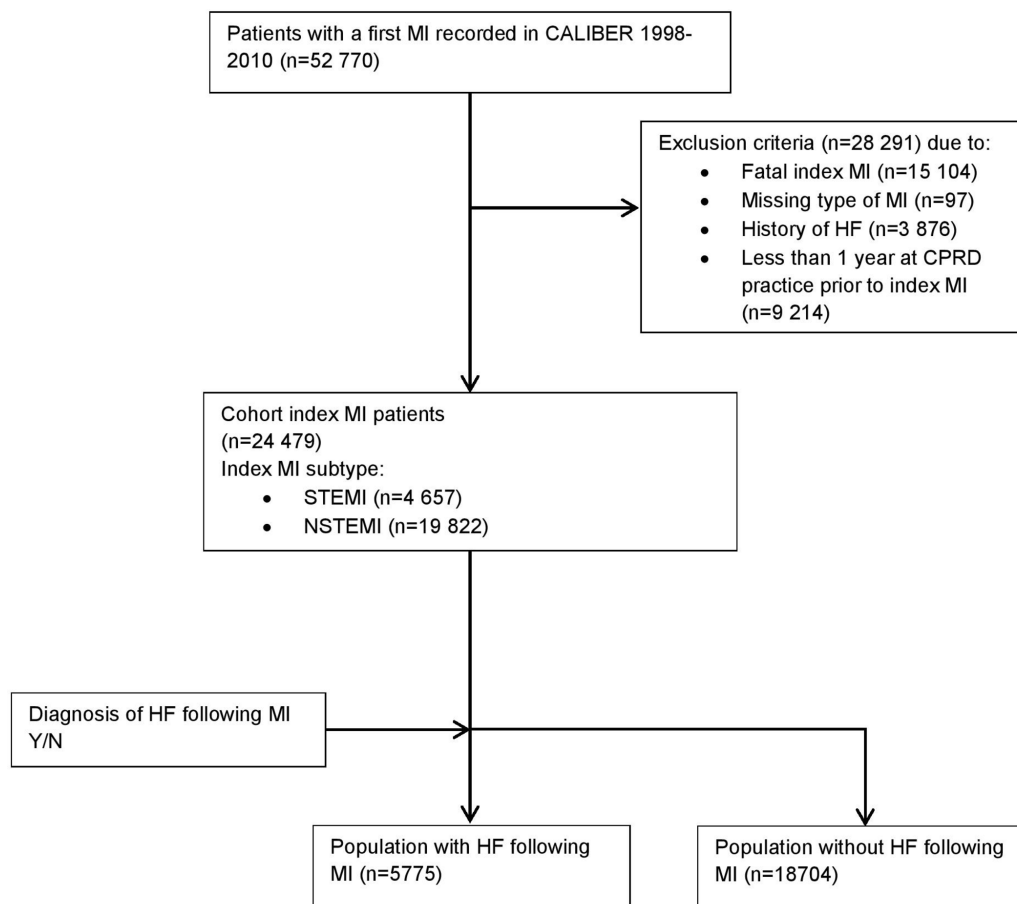 Patients with a first MI recorded in CALIBER 1998-
2010 (n=52 770)
Exclusion criteria (n=28 291) due to:
• Fatal index MI (n=15 104)
• Missing type of MI (n=97)
• History of HF (n=3 876)
• Less than 1 year at CPRD
practice prior to index MI
(n=9 214)
Cohort index MI patients
(n=24 479)
Index MI subtype:
• STEMI (n=4 657)
• NSTEMI (n=19 822)
Diagnosis of HF following MI
Y/N
Population with HF following
MI (n=5775)
Population without HF following
MI (n=18704)